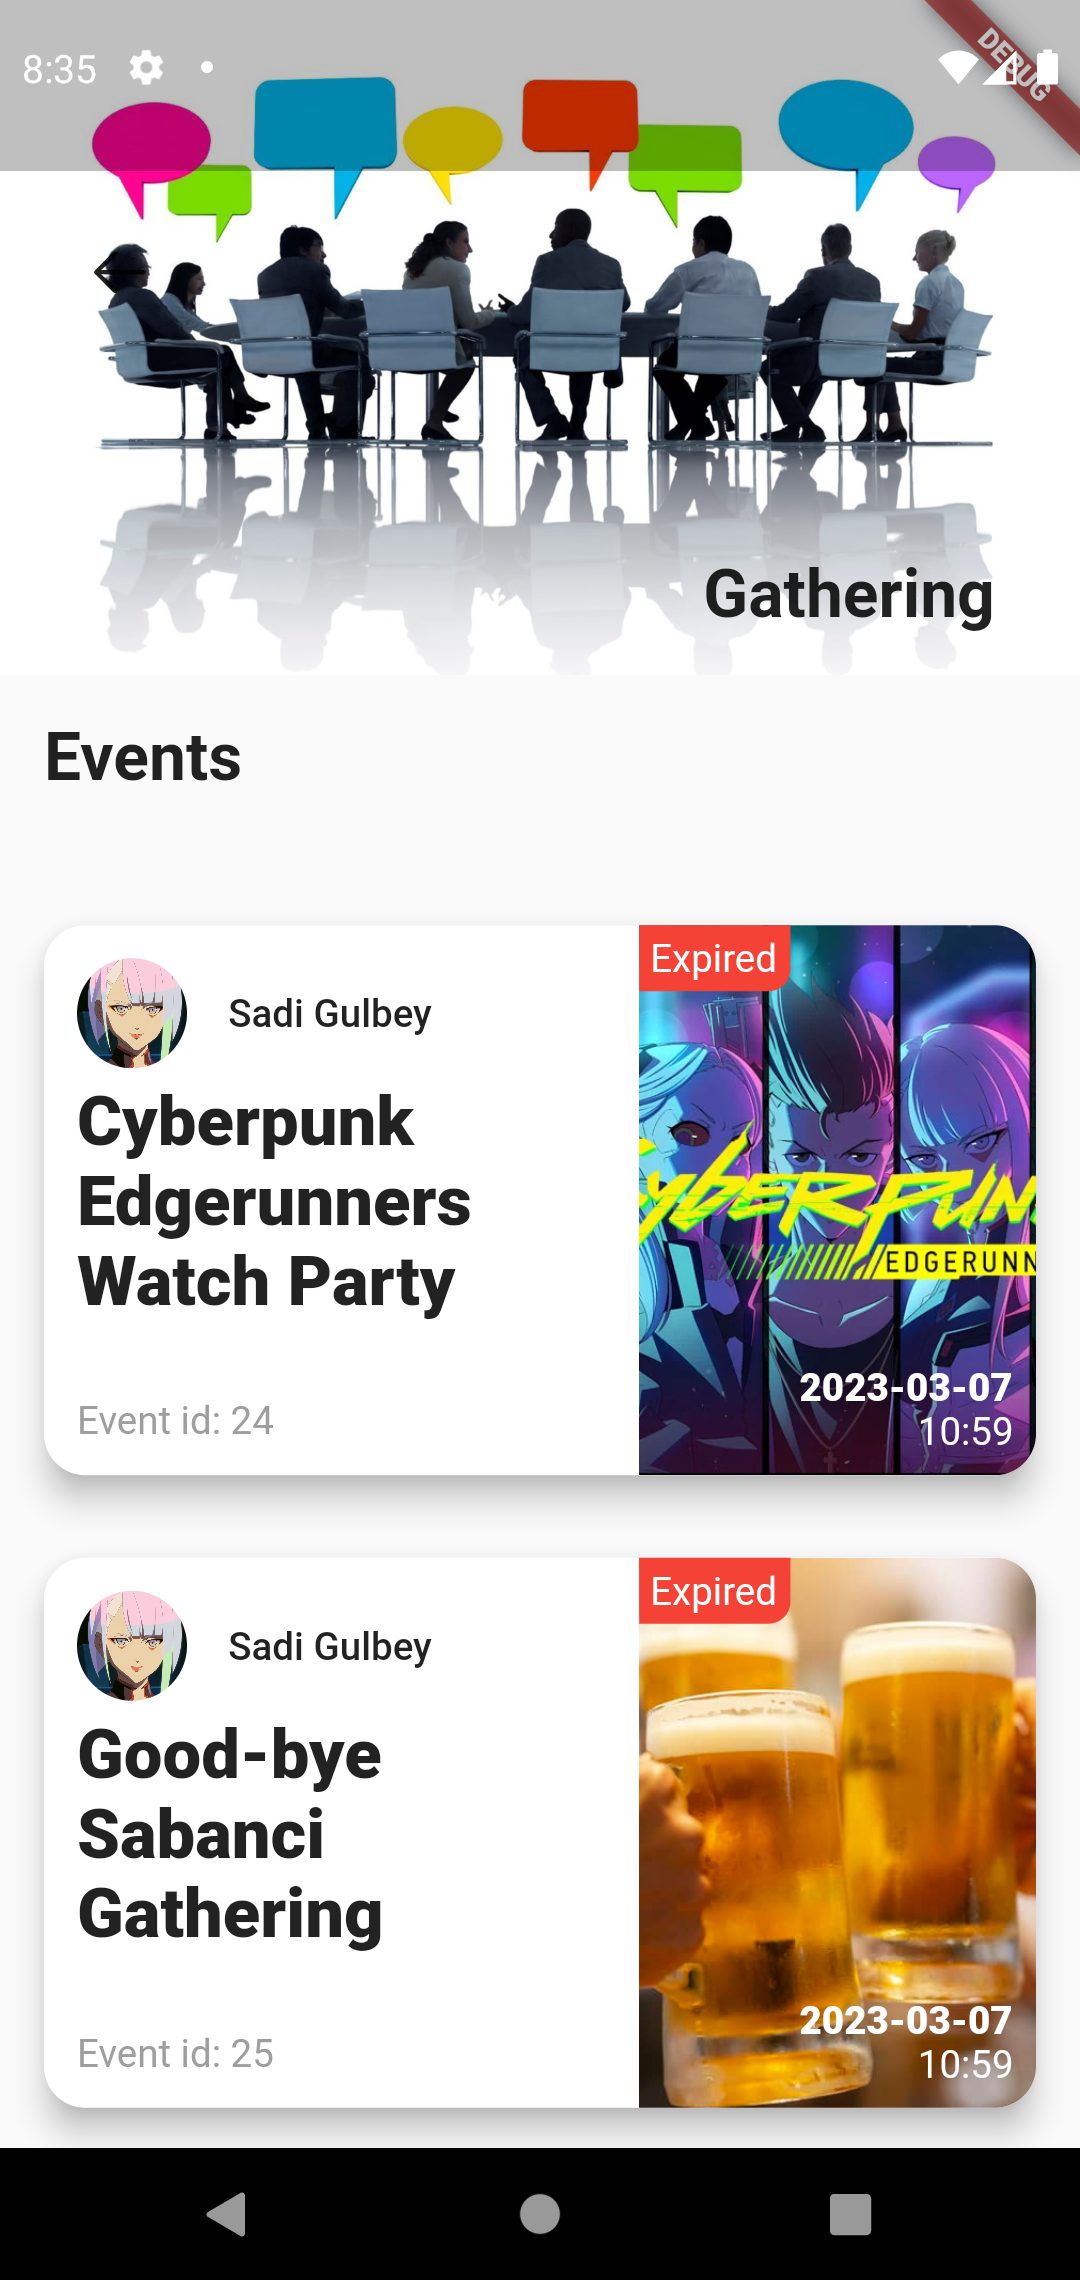 8:35
DEBUG
Gathering
Events
Sadi Gulbey
Expired
Cyberpunk
Edgerunners
Watch Party
CYBERPUN
EDGERUNN
2023-03-07
10:59
Event id: 24
Sadi Gulbey
Expired
Good-bye
Sabanci
Gathering
2023-03-07
10:59
Event id: 25